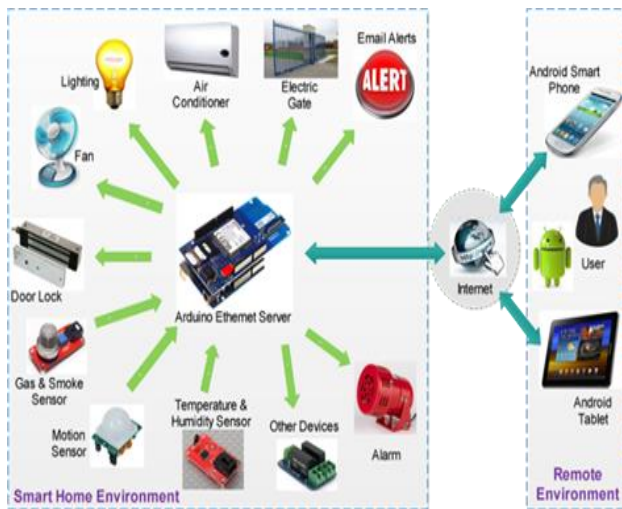 Email Alerts
ALERT
Lighting
Air
Conditioner
Electric
Gate
Android Smart
Phone
Fan
Door Lock
Arduino Ethernet Server
Internet
User
Gas & Smoke
Sensor
Motion
Sensor
Temperature &
Humidity Sensor
Other Devices
Alarm
Android
Tablet
Smart Home Environment
Remote
Environment